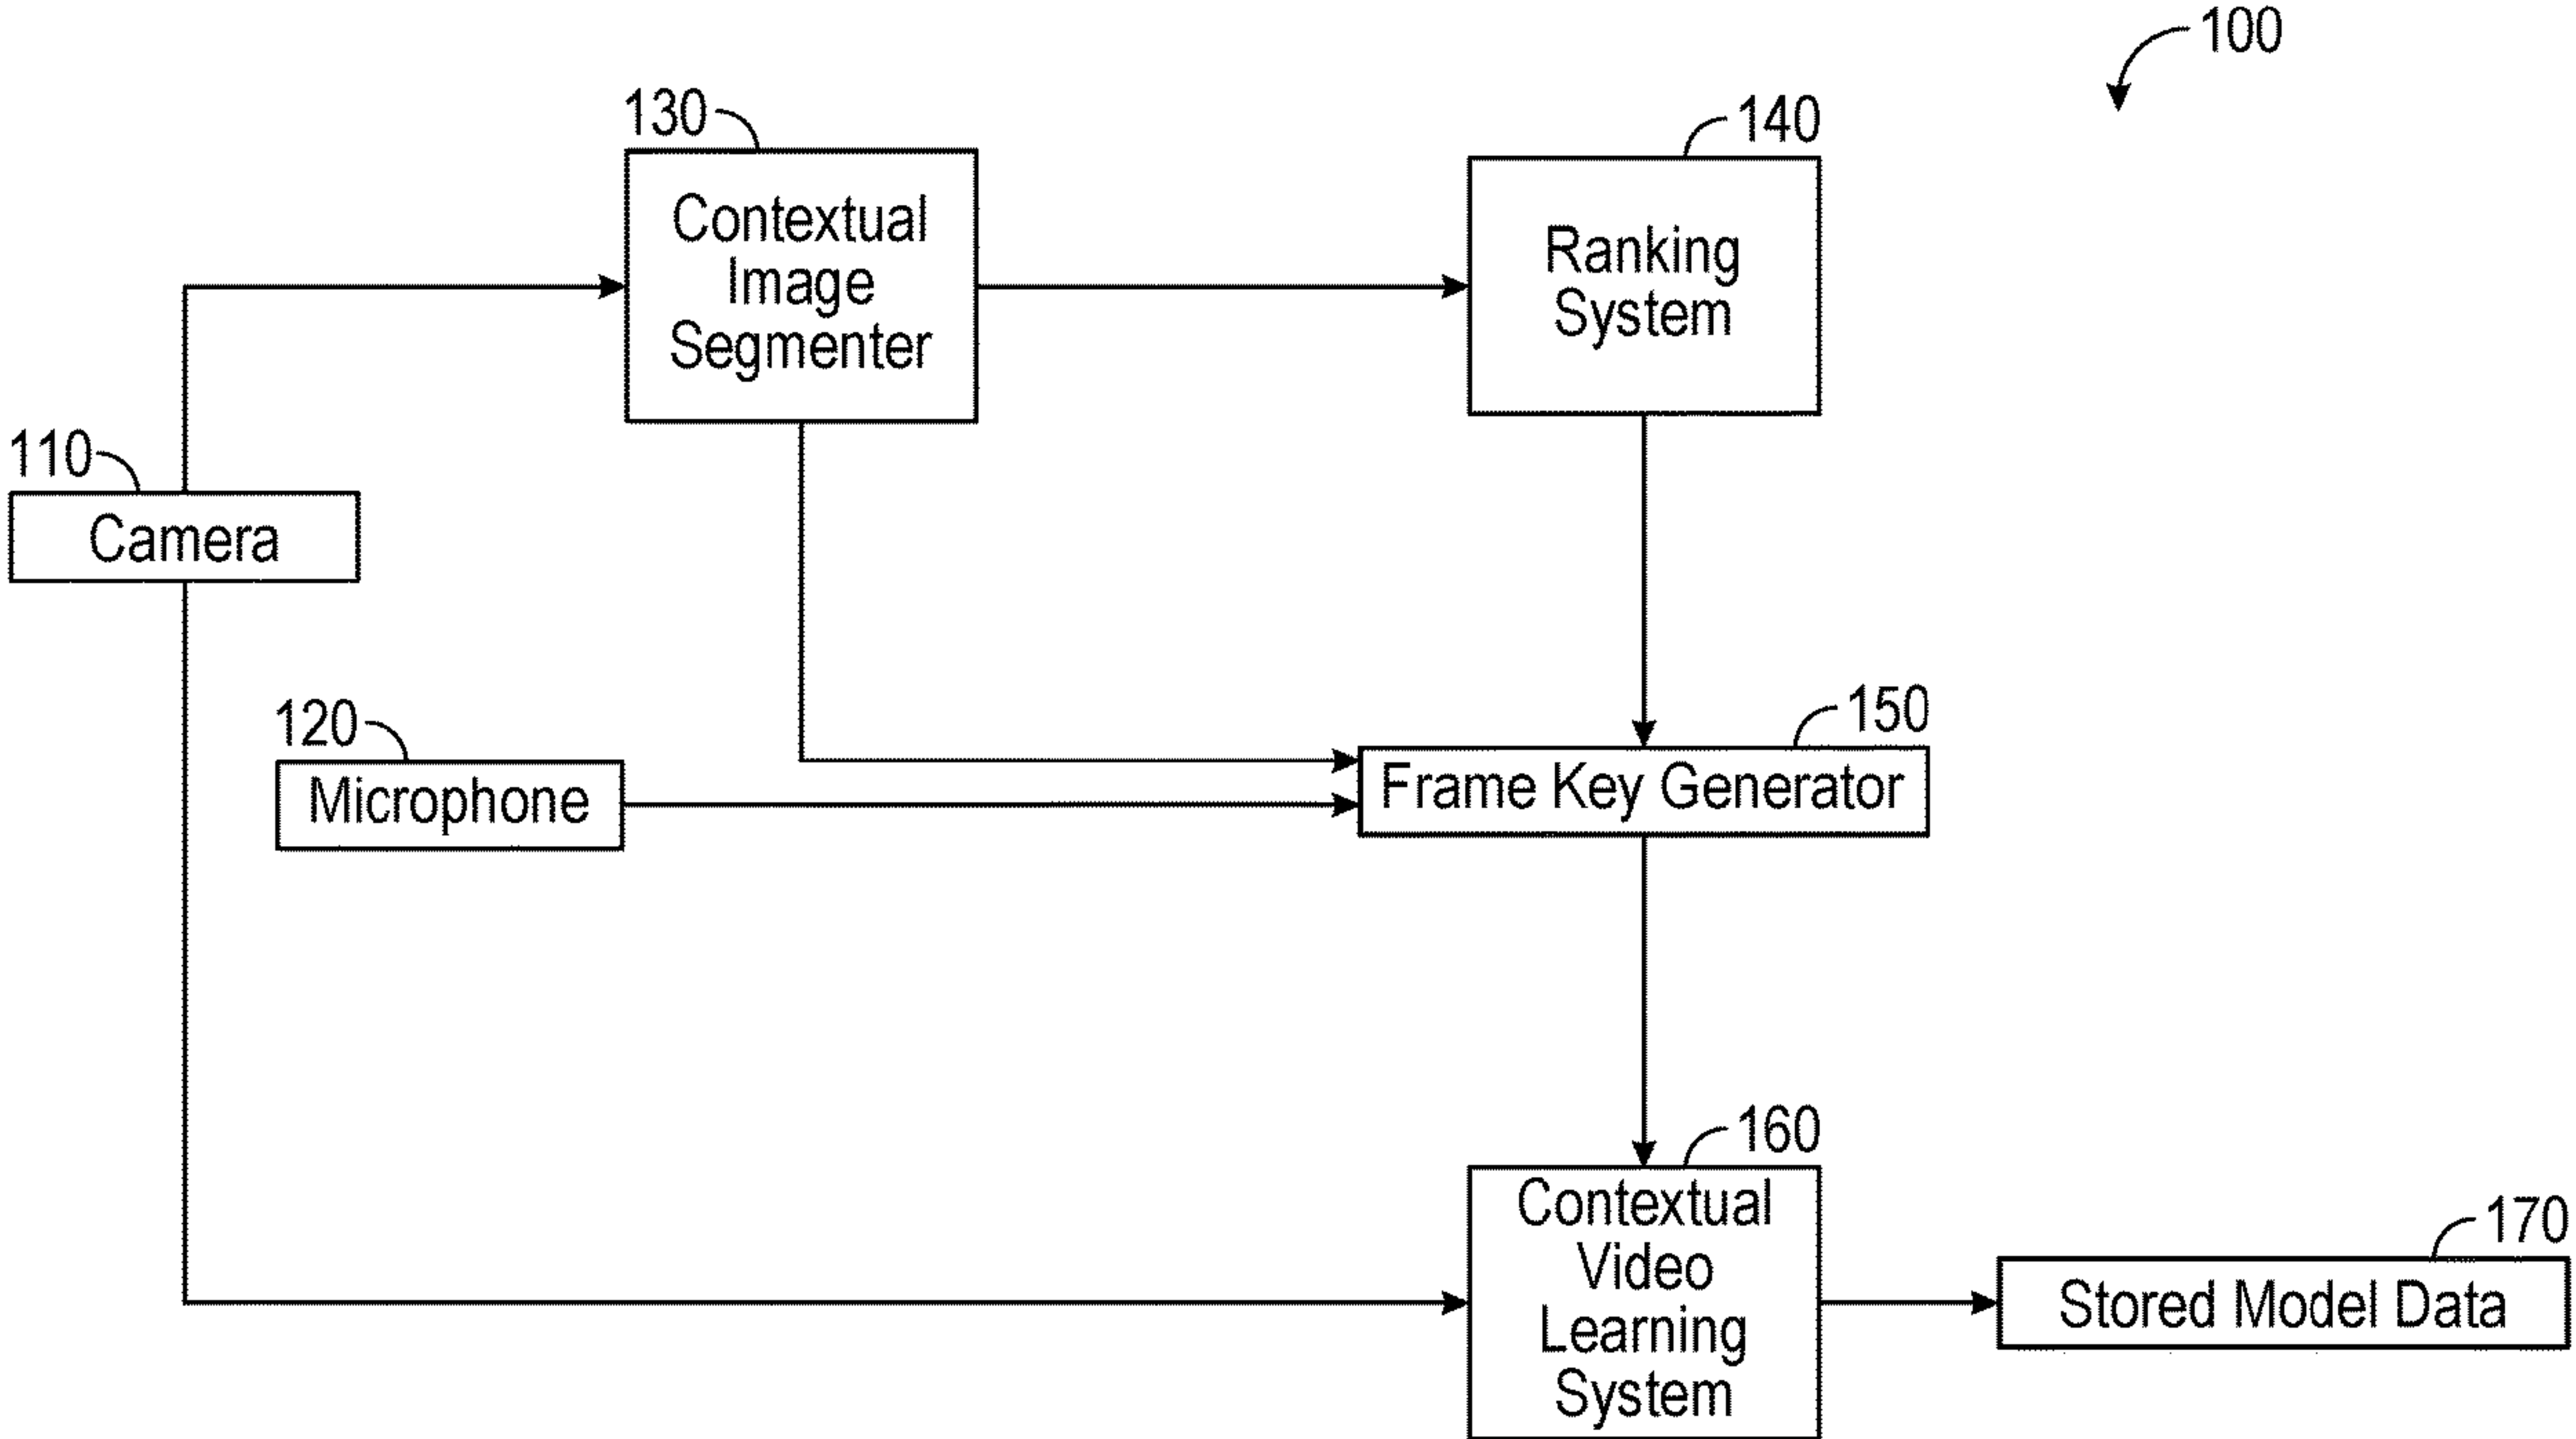 100
130
Contextual
Image
Segmenter
140
Ranking
System
110
Camera
120
Microphone
150
Frame Key Generator
160
Contextual
Video
Learning
System
170
Stored Model Data